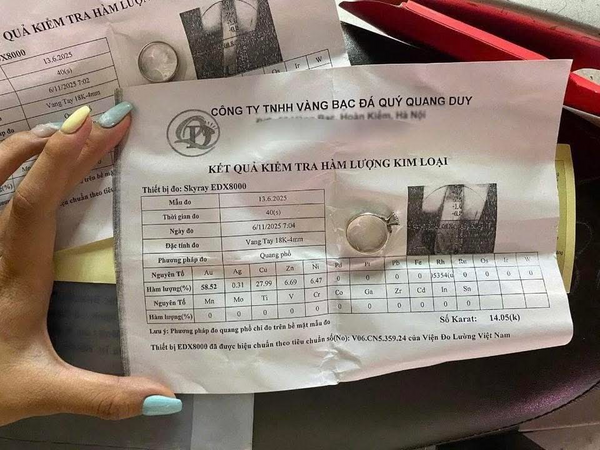 QUẢ KIỂM TRA HÀM LƯỢNG
13.6.2025
40(s)
6/11/2025 7:02
Vang Tay 18K-4mm
CÔNG TY TNHH VÀNG BẠC ĐÁ QUÝ QUANG DUY
Hoàn Kiếm, Hà Nội
KẾT QUẢ KIỂM TRA HÀM LƯỢNG KIM LOẠI
Thiết bị đo: Skyray EDX8000
Mẫu đo 13.6.2025
Thời gian đo 40(s)
Ngày đo 6/11/2025 7:04
Đặc tính đo Vang Tay 18K-4mm
Phương pháp đo Quang phổ
Nguyên Tố Au Ag Cu Zn Ni Pd Pt Pb Fe Rh Ru Os Ir W
Hàm lượng(%) 58.52 0.31 27.99 6.69 6.47 0 0 0 0 0 0 0 0
Nguyên Tố Mn Mo Ti V Cr Co Ga Zr Cd In Sn
Hàm lượng(%) 0 0 0 0 0 0 0 0 0 0 0
Lưu ý: Phương pháp đo quang phổ chỉ đo trên bề mặt mẫu đo
Số Karat: 14.05(k)
Thiết bị EDX8000 đã được hiệu chuẩn theo tiêu chuẩn số(No): V06.CN5.359.24 của Viện Đo Lường Việt Nam